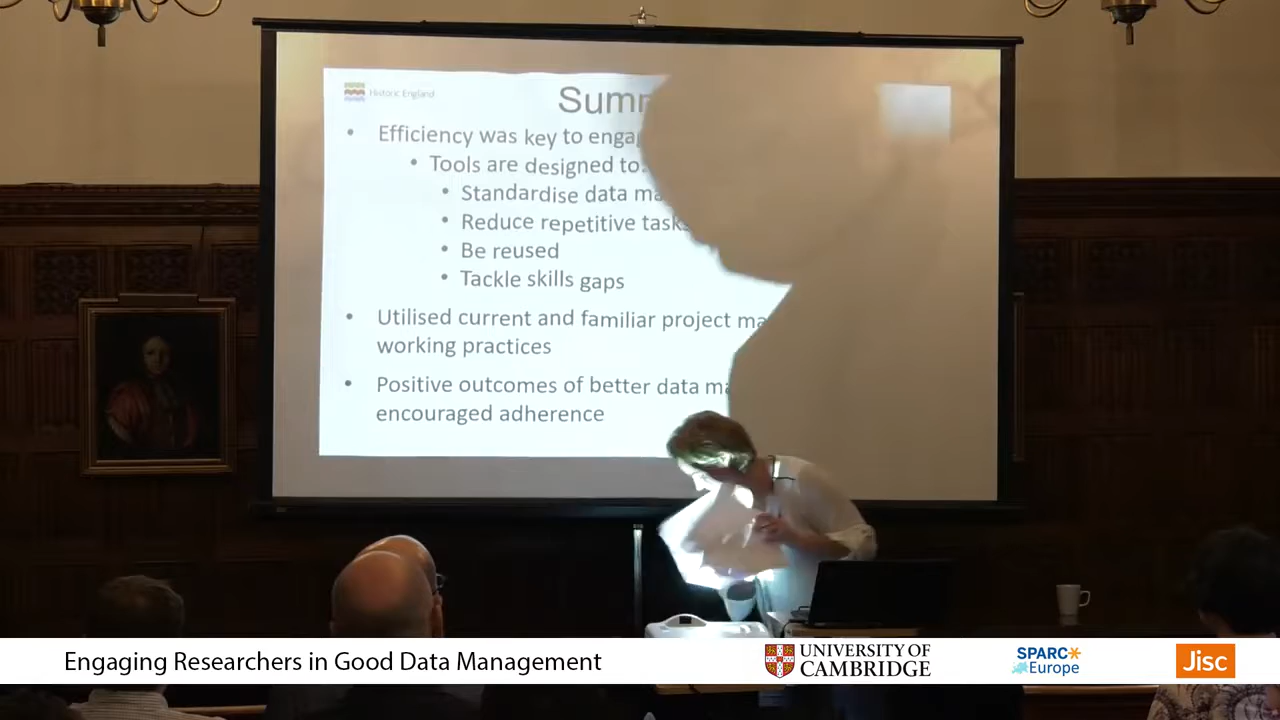 Historic England
Summ
• Efficiency was key to enga
• Tools are designed to
• Standardise data ma
• Reduce repetitive tasks
• Be reused
• Tackle skills gaps
• Utilised current and familiar project ma
working practices
• Positive outcomes of better data ma
encouraged adherence
Engaging Researchers in Good Data Management
UNIVERSITY OF
CAMBRIDGE
SPARC
Europe
Jisc